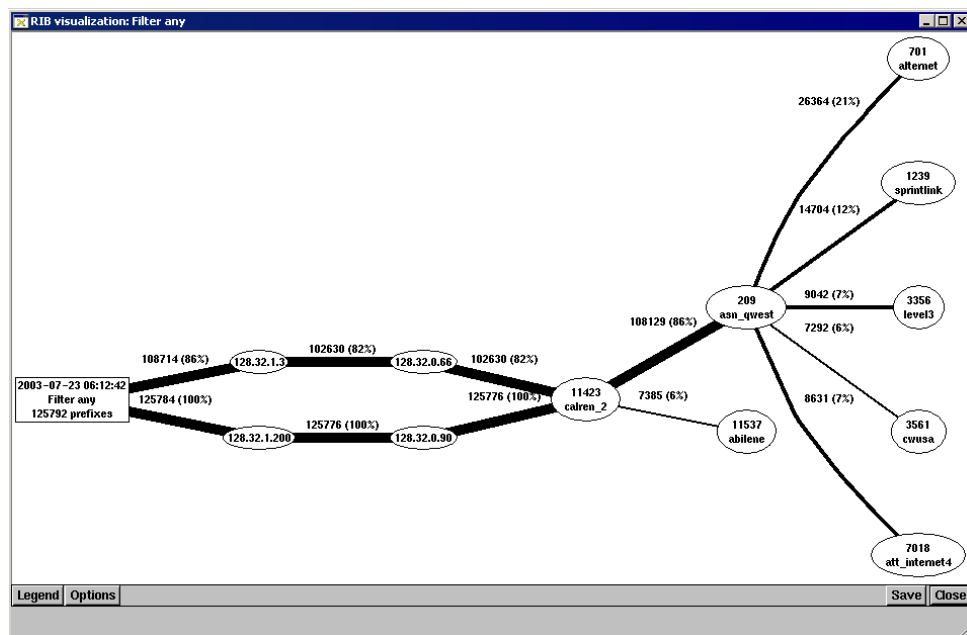 RIB visualization: Filter any
701
alternet
26364 (21%)
1239
sprintlink
14704 (12%)
209
asn_qwest
9042 (7%)
3356
level3
108129 (86%)
7292 (6%)
108714 (86%)
102630 (82%)
102630 (82%)
128.32.1.3
128.32.0.66
2003-07-23 06:12:42
Filter any
125792 prefixes
125784 (100%)
125776 (100%)
125776 (100%)
11423
calren_2
7385 (6%)
8631 (7%)
128.32.1.200
128.32.0.90
11537
abilene
3561
cwusa
7018
att_internet4
Legend
Options
Save
Close